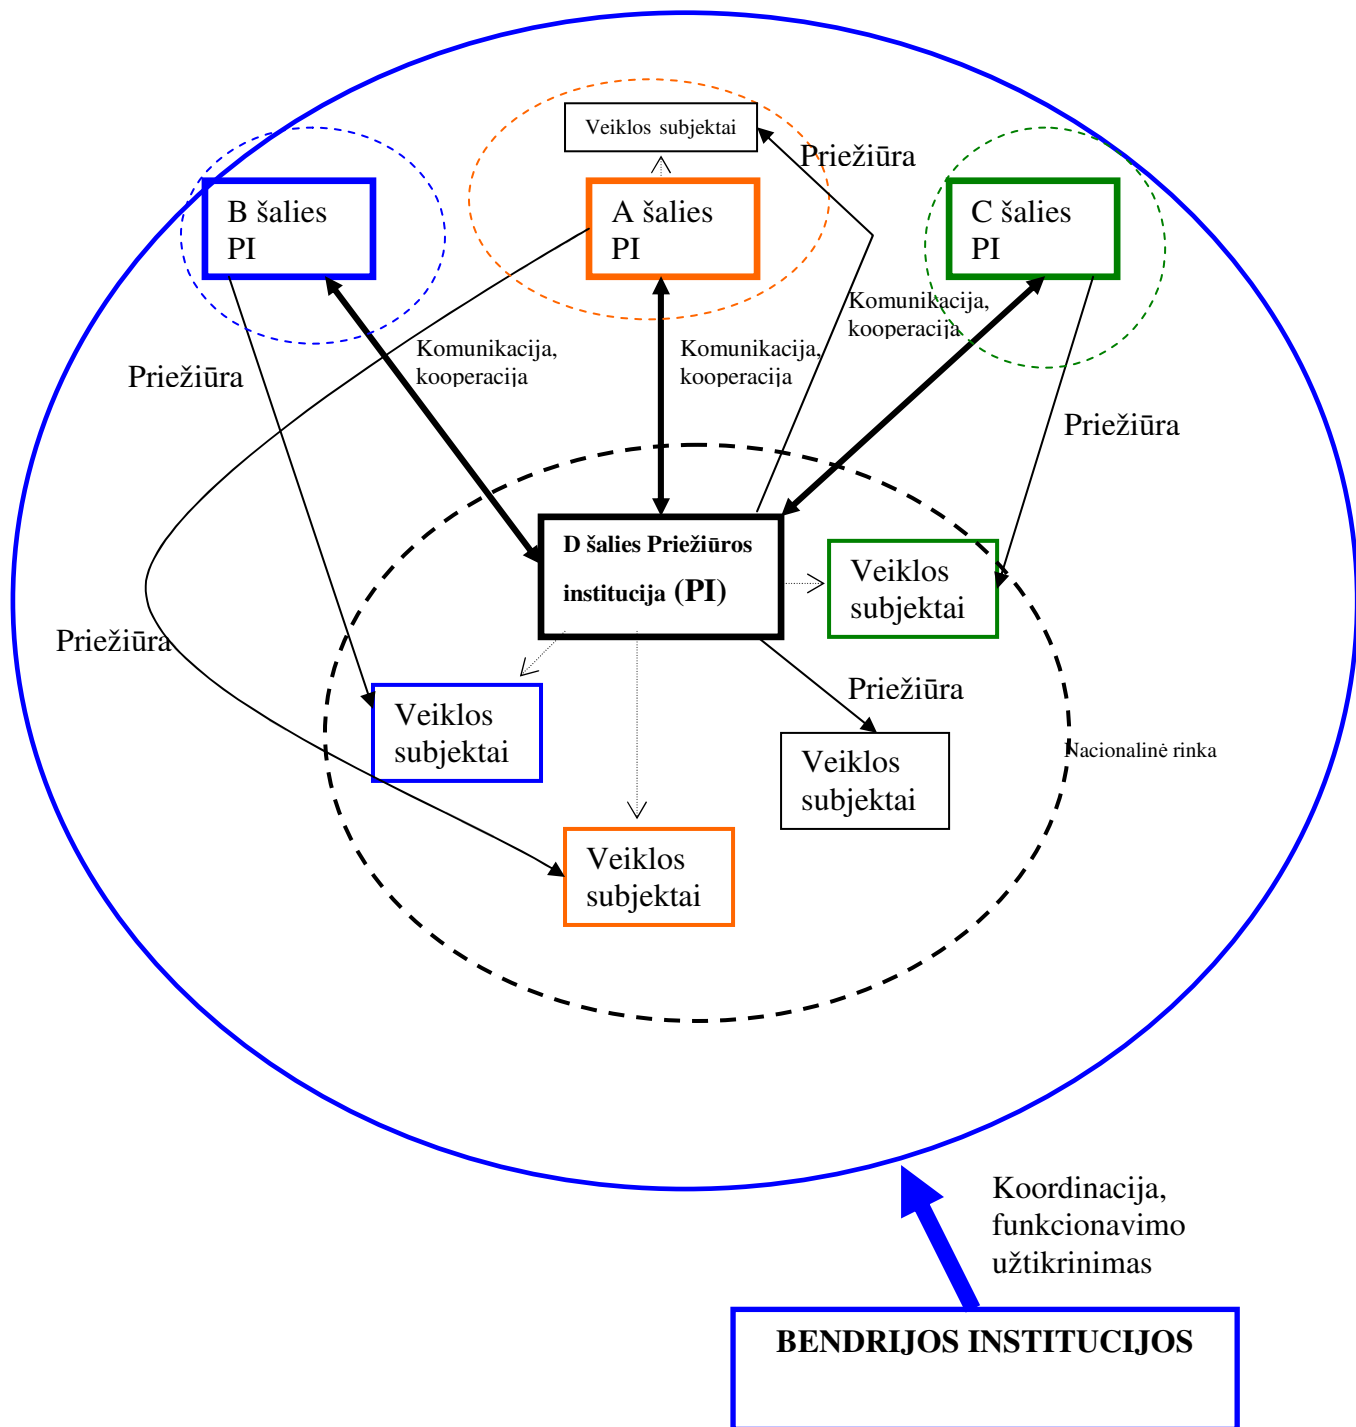 Veiklos subjektai
Priežiūra
B šalies
PI
A šalies
PI
C šalies
PI
Komunikacija,
kooperacija
Komunikacija,
kooperacija
Komunikacija,
kooperacija
Priežiūra
Priežiūra
D šalies Priežiūros
institucija (PI)
Veiklos
subjektai
Priežiūra
Priežiūra
Veiklos
subjektai
Veiklos
subjektai
Nacionalinė rinka
Veiklos
subjektai
Koordinacija,
funkcionavimo
užtikrinimas
BENDRIJOS INSTITUCIJOS